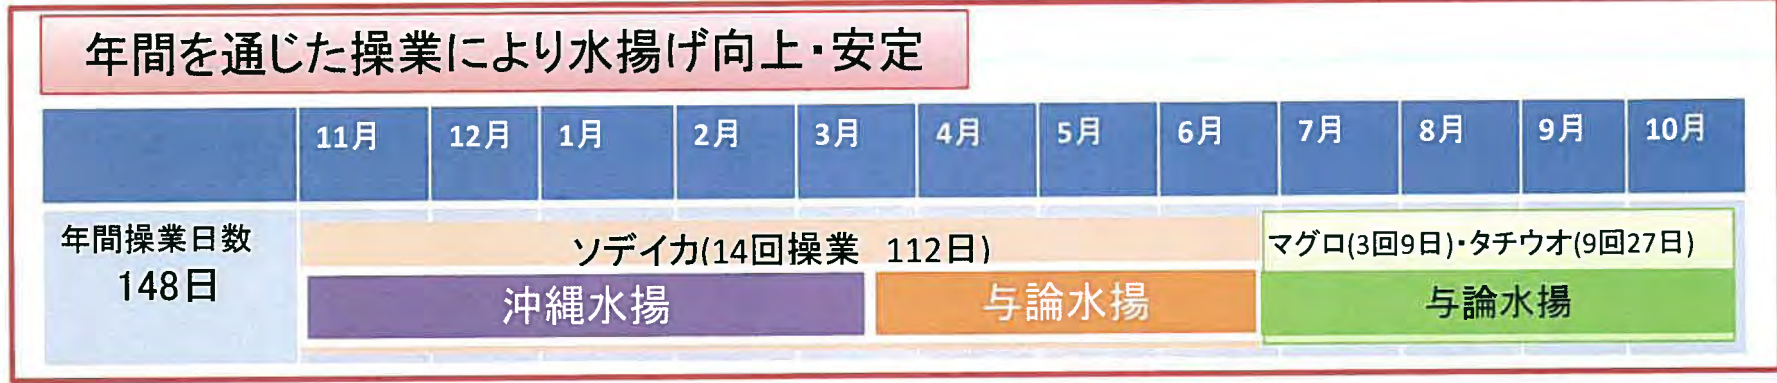 年間を通じた操業により水揚げ向上・安定
11月 12月 1月 2月 3月 4月 5月 6月 7月 8月 9月 10月
年間操業日数
148日
ソデイカ(14回操業 112日)
マグロ(3回9日)・タチウオ(9回27日)
沖縄水揚
与論水揚
与論水揚